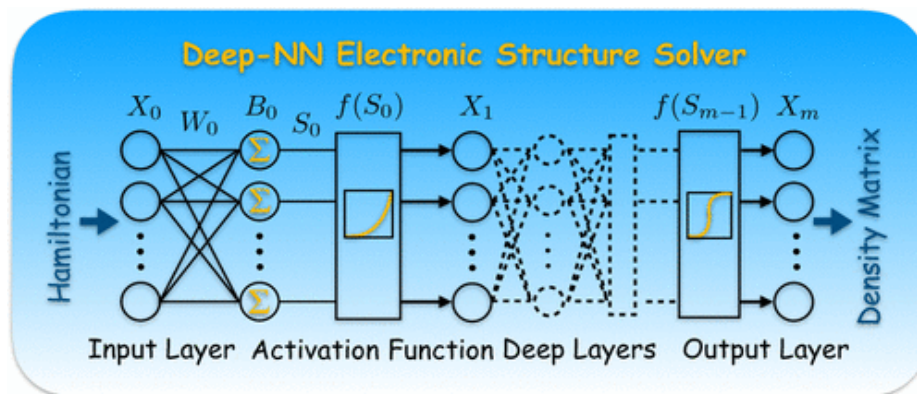 Deep-NN Electronic Structure Solver
X₀ W₀ B₀ S₀ f(S₀) X₁ f(Sₘ₋₁) Xₘ
Σ
Σ
Σ
Hamiltonian
Density Matrix
Input Layer Activation Function Deep Layers Output Layer